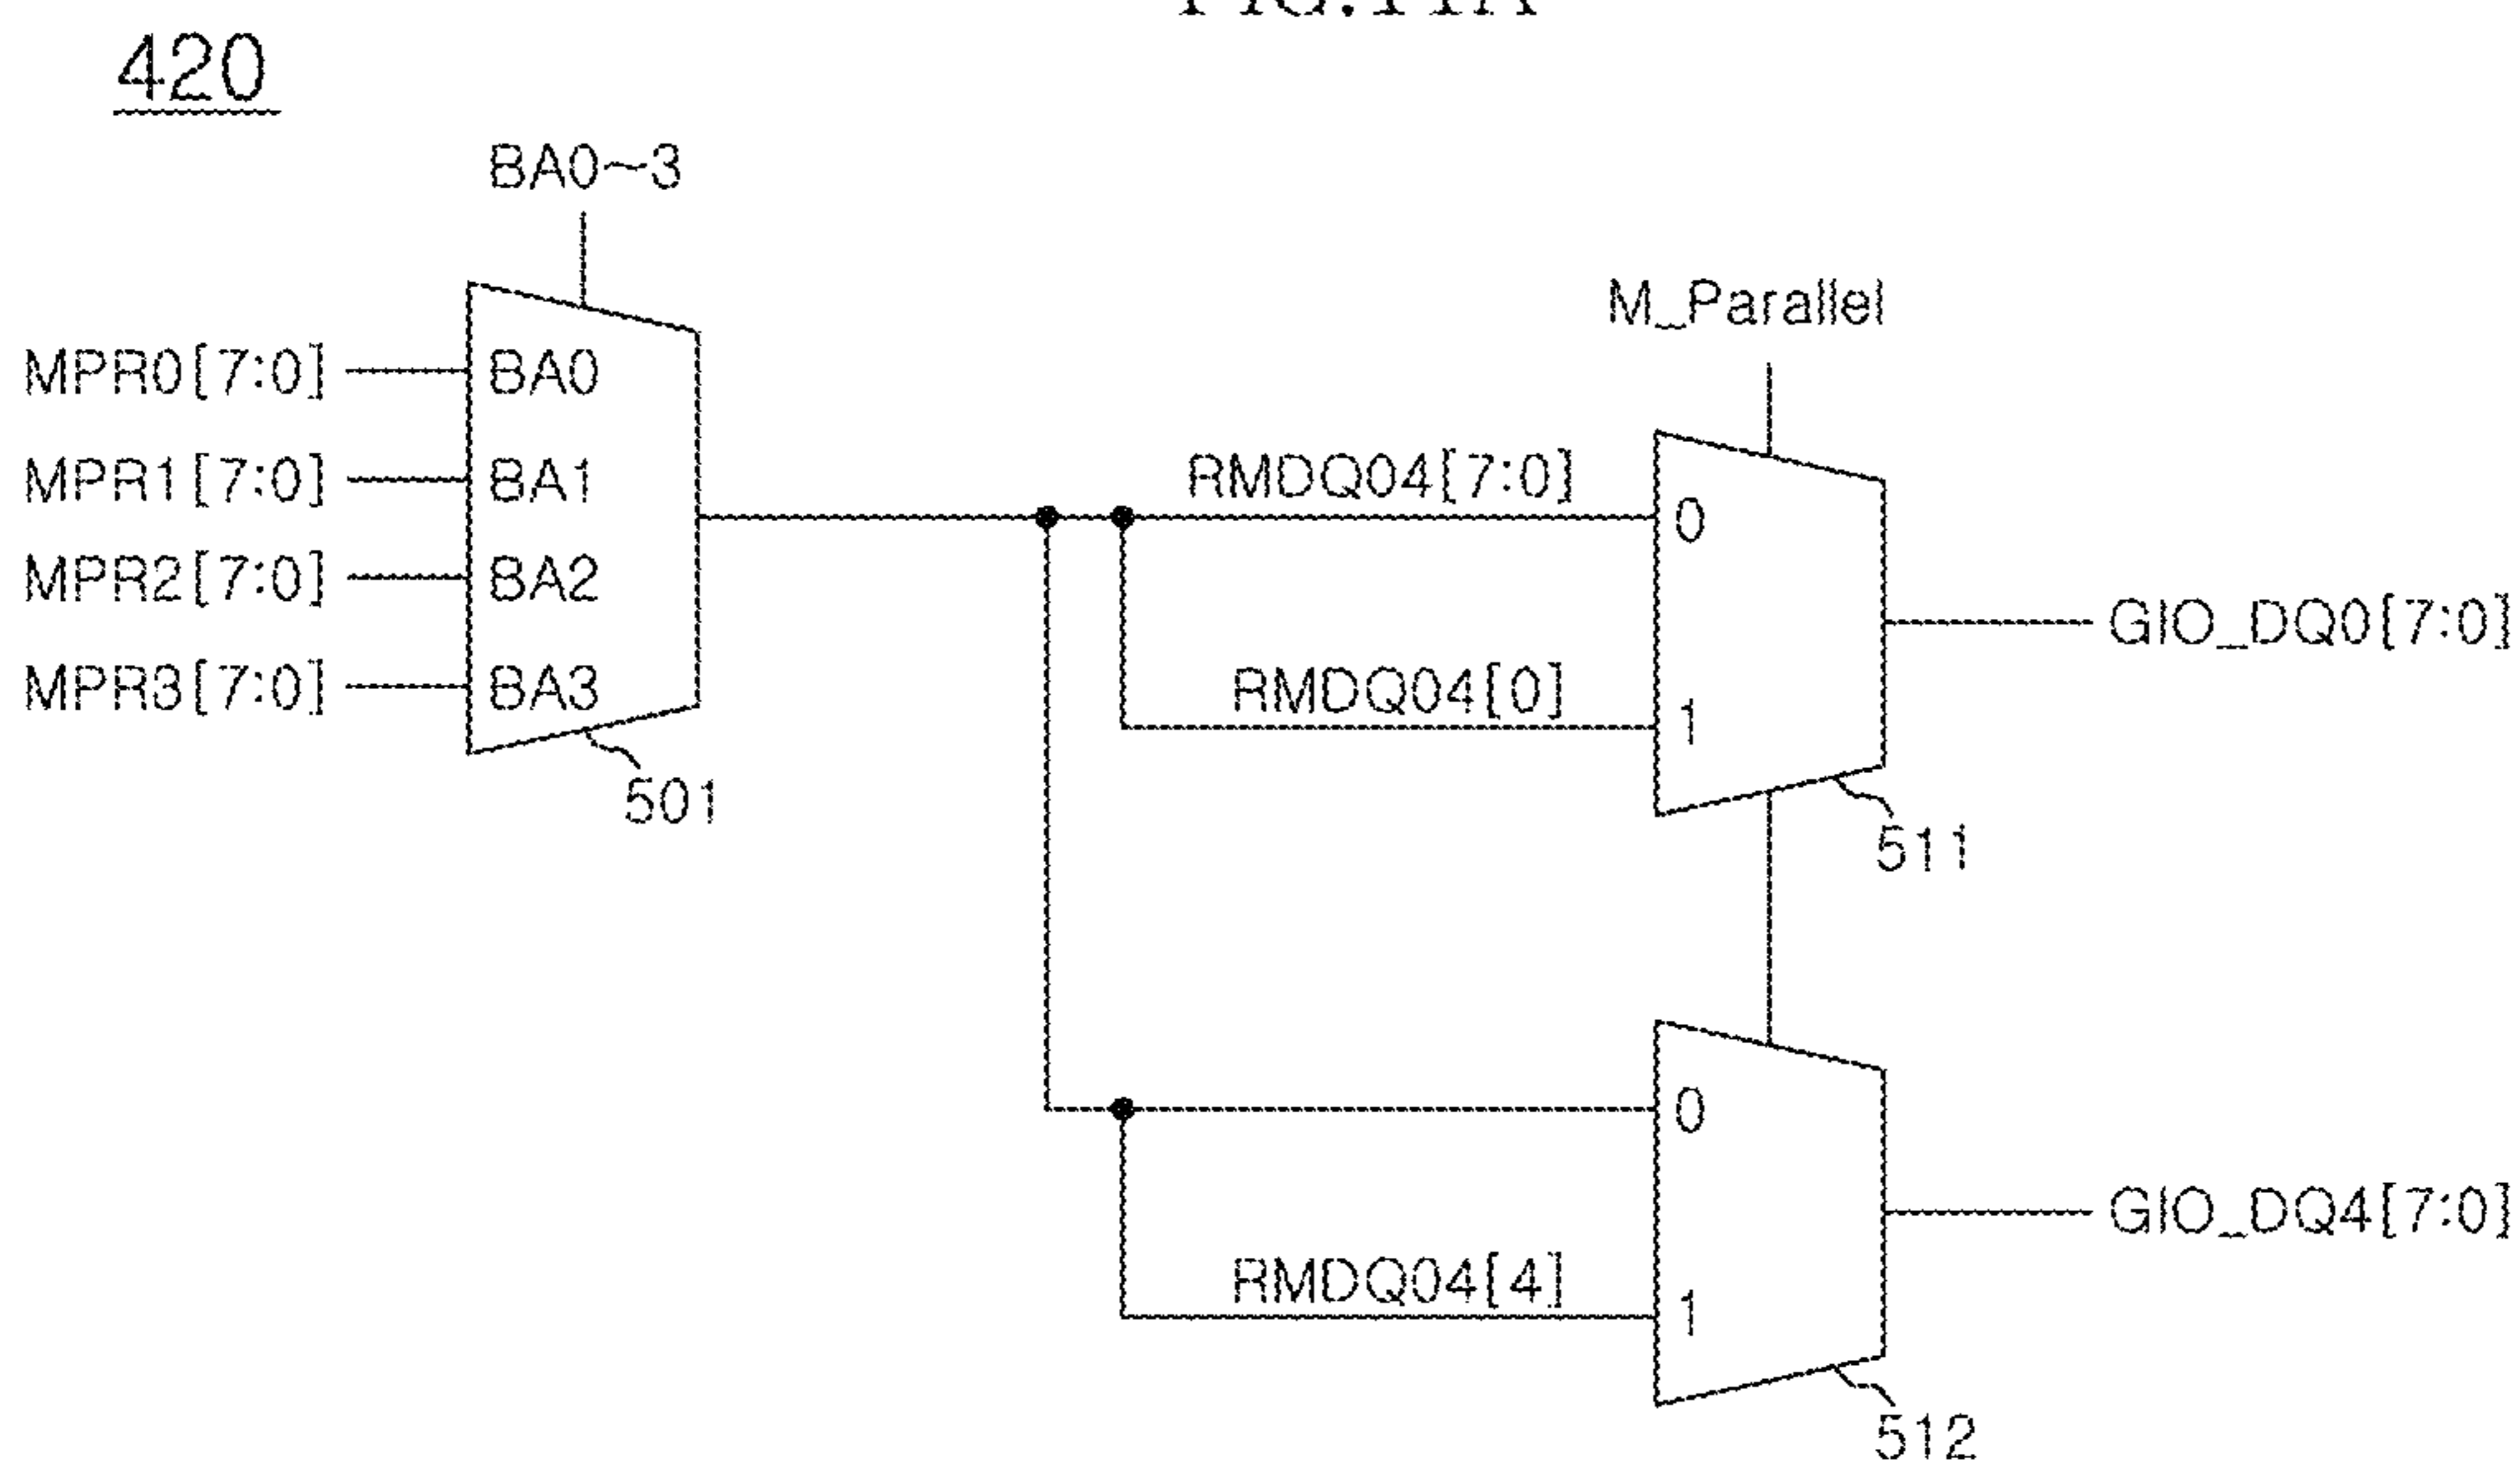 420
BA0~3
MPR0[7:0]
BA0
MPR1[7:0]
BA1
MPR2[7:0]
BA2
MPR3[7:0]
BA3
501
M_Parallel
RMDQ04[7:0]
0
RMDQ04[0]
1
GIO_DQ0[7:0]
511
0
RMDQ04[4]
1
GIO_DQ4[7:0]
512